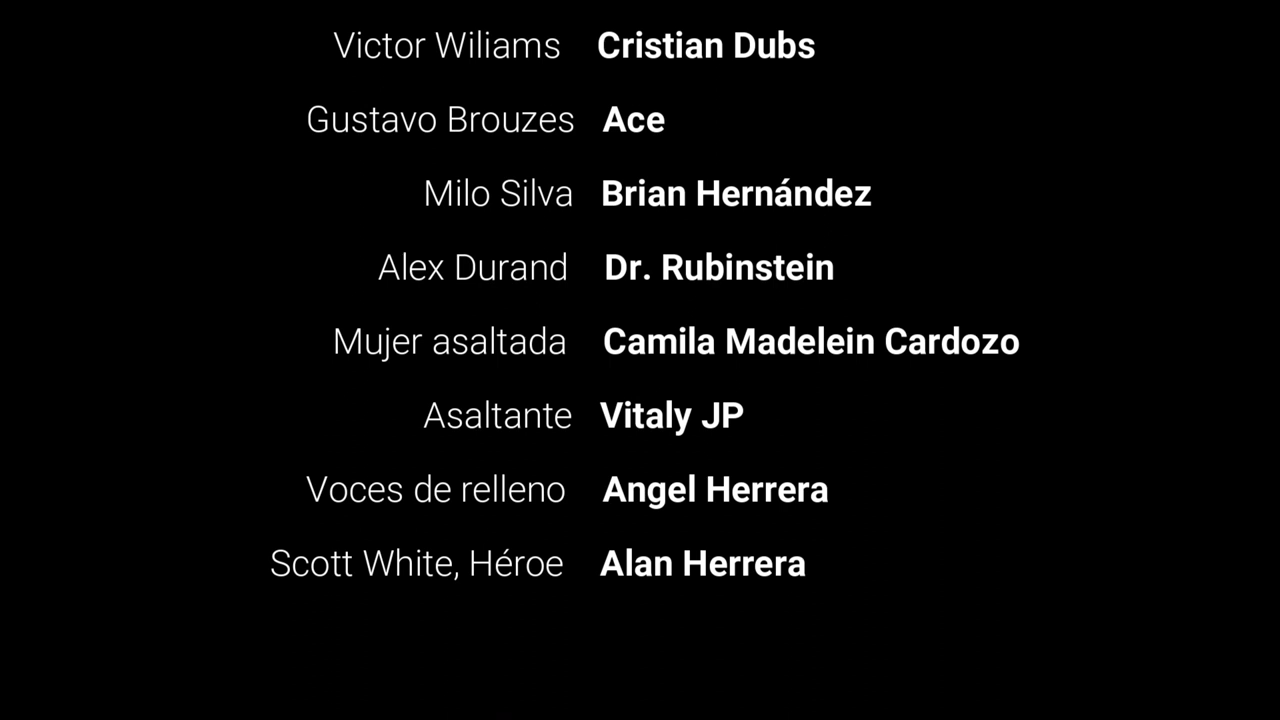 Victor Wiliams Cristian Dubs
Gustavo Brouzes Ace
Milo Silva Brian Hernández
Alex Durand Dr. Rubinstein
Mujer asaltada Camila Madelein Cardozo
Asaltante Vitaly JP
Voces de relleno Angel Herrera
Scott White, Héroe Alan Herrera